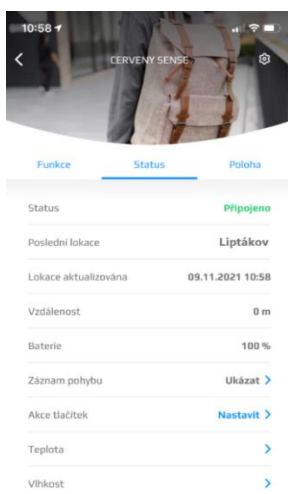 10:58
CERVENY SENSE
Funkce Status Poloha
Status Připojeno
Poslední lokace Liptákov
Lokace aktualizována 09.11.2021 10:58
Vzdálenost 0 m
Baterie 100 %
Záznam pohybu Ukázat
Akce tlačítek Nastavit
Teplota
Vlhkost